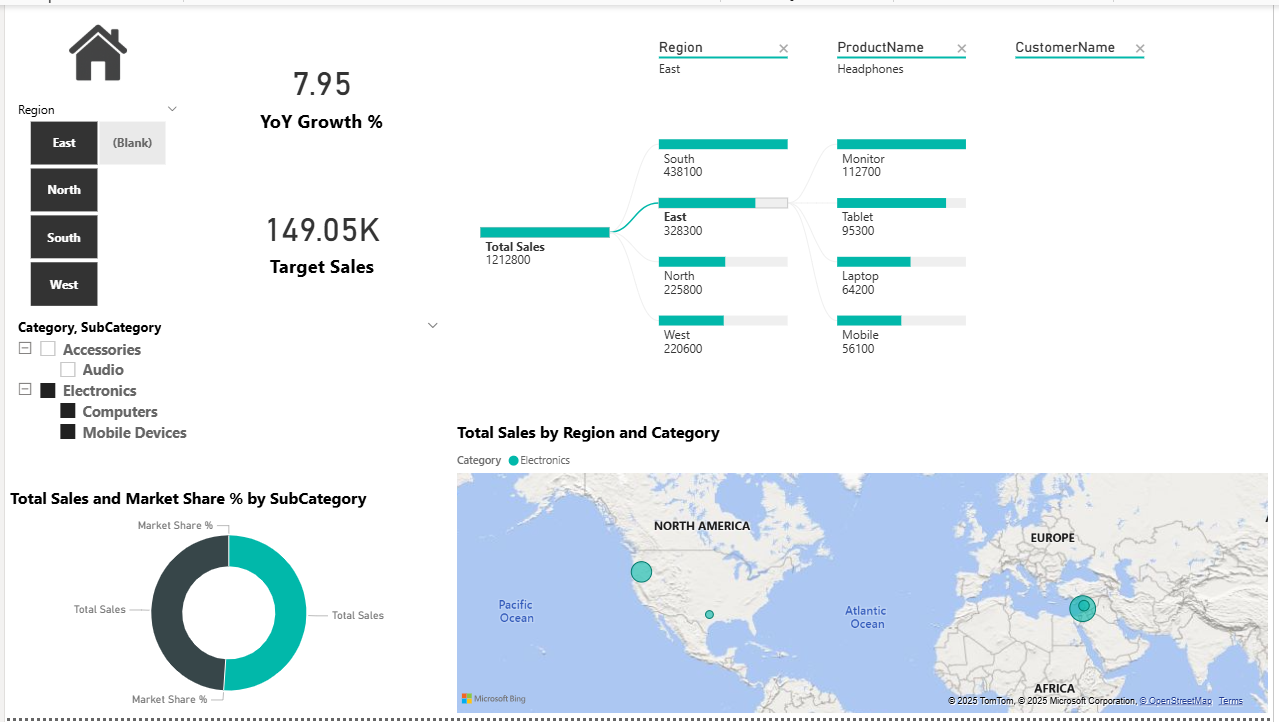 Region
East
(Blank)
North
South
West
7.95
YoY Growth %
149.05K
Target Sales
Category, SubCategory
Accessories
Audio
Electronics
Computers
Mobile Devices
Region
East
ProductName
Headphones
CustomerName
Total Sales
1212800
South
438100
East
328300
North
225800
West
220600
Monitor
112700
Tablet
95300
Laptop
64200
Mobile
56100
Total Sales and Market Share % by SubCategory
Market Share %
Total Sales
Total Sales
Market Share %
Total Sales by Region and Category
Category Electronics
NORTH AMERICA
EUROPE
Pacific
Ocean
Atlantic
Ocean
AFRICA
Microsoft Bing
© 2025 TomTom, © 2025 Microsoft Corporation, © OpenStreetMap Terms